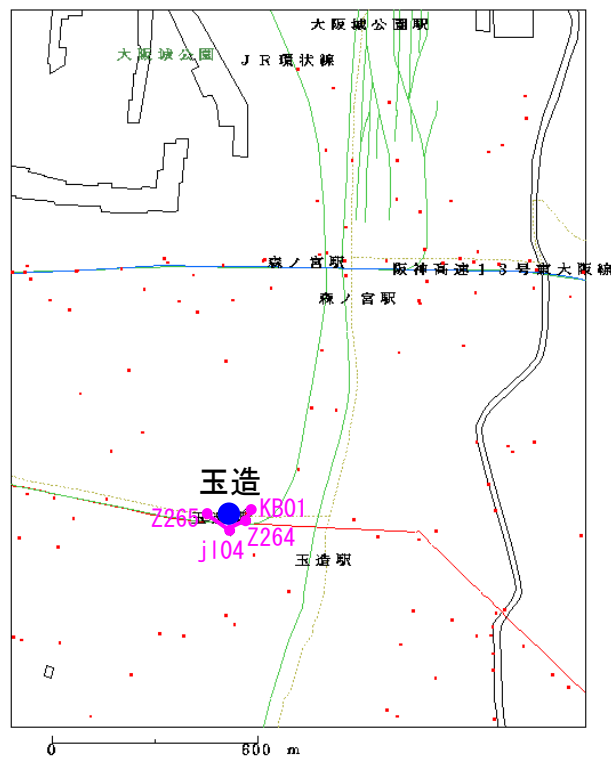 大阪城公園駅
大阪城公園
JR環状線
森ノ宮駅
阪神高速13号東大阪線
森ノ宮駅
玉造
Z265
KB01
Z264
jl04
玉造駅
0 600 m